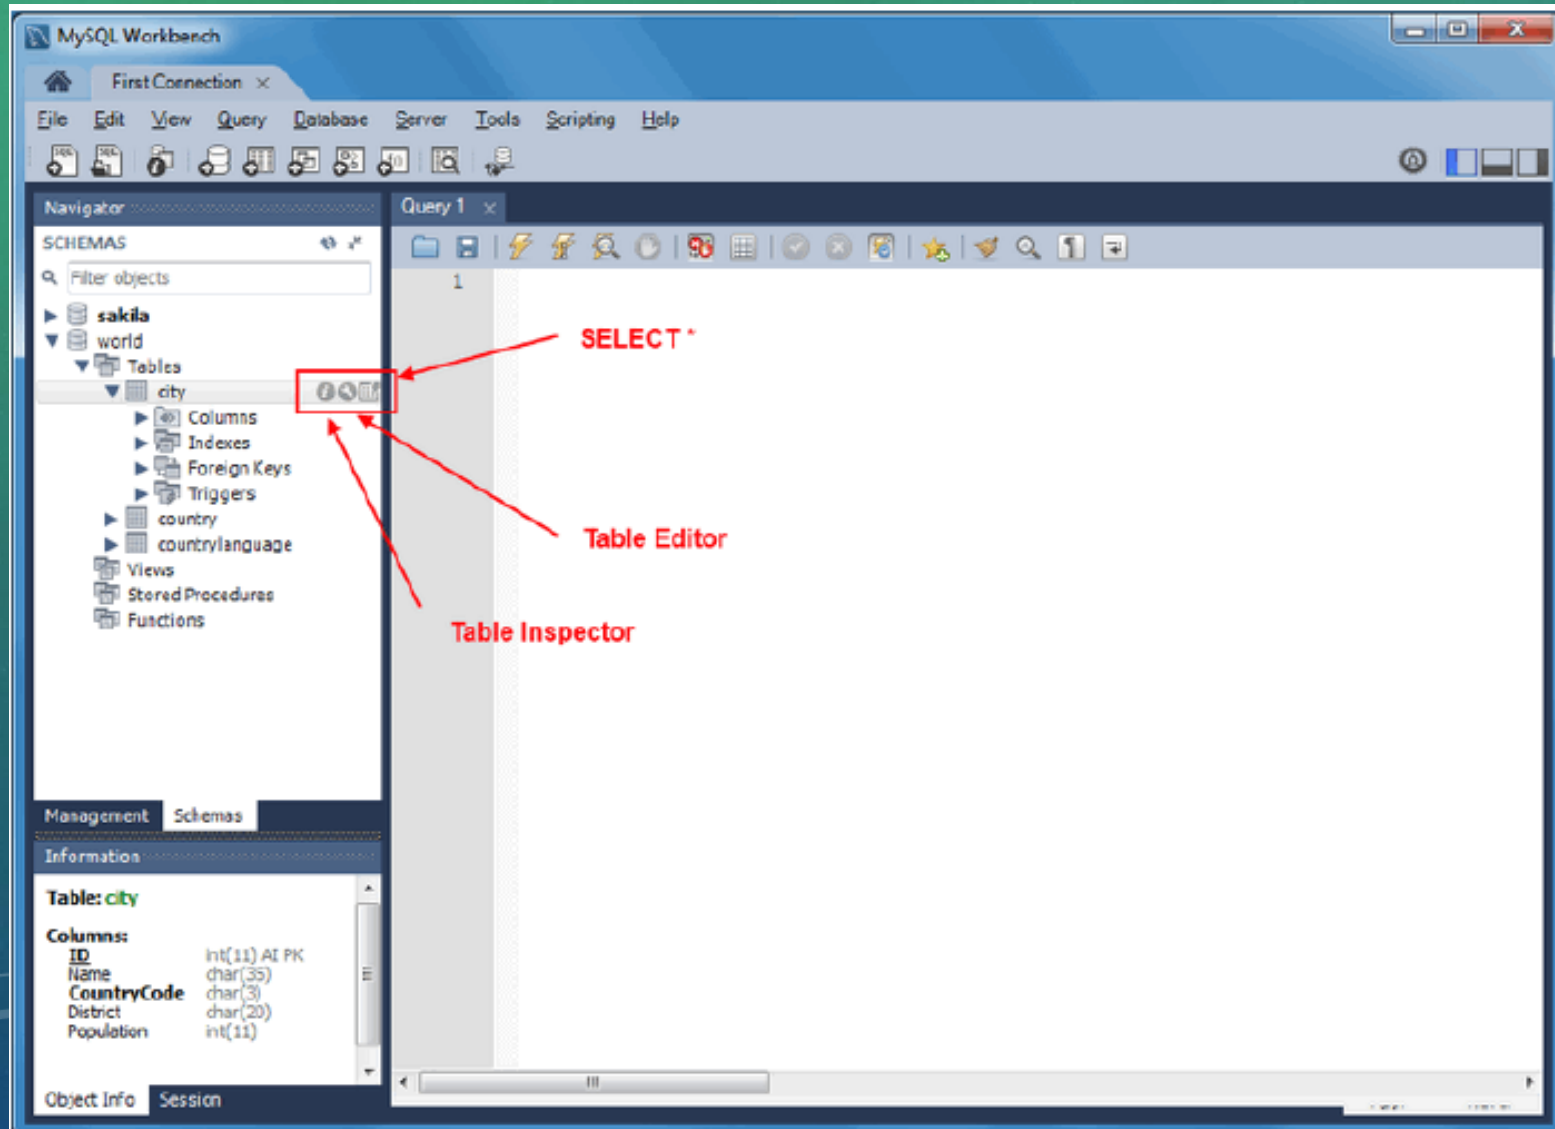 MySQL Workbench
First Connection
File Edit View Query Database Server Tools Scripting Help
Navigator
SCHEMAS
Filter objects
sakila
world
Tables
city
Columns
Indexes
Foreign Keys
Triggers
country
countrylanguage
Views
Stored Procedures
Functions
Management Schemas
Information
Table: city
Columns:
ID int(11) AI PK
Name char(35)
CountryCode char(3)
District char(20)
Population int(11)
Object Info Session
Query 1
1
SELECT *
Table Editor
Table Inspector